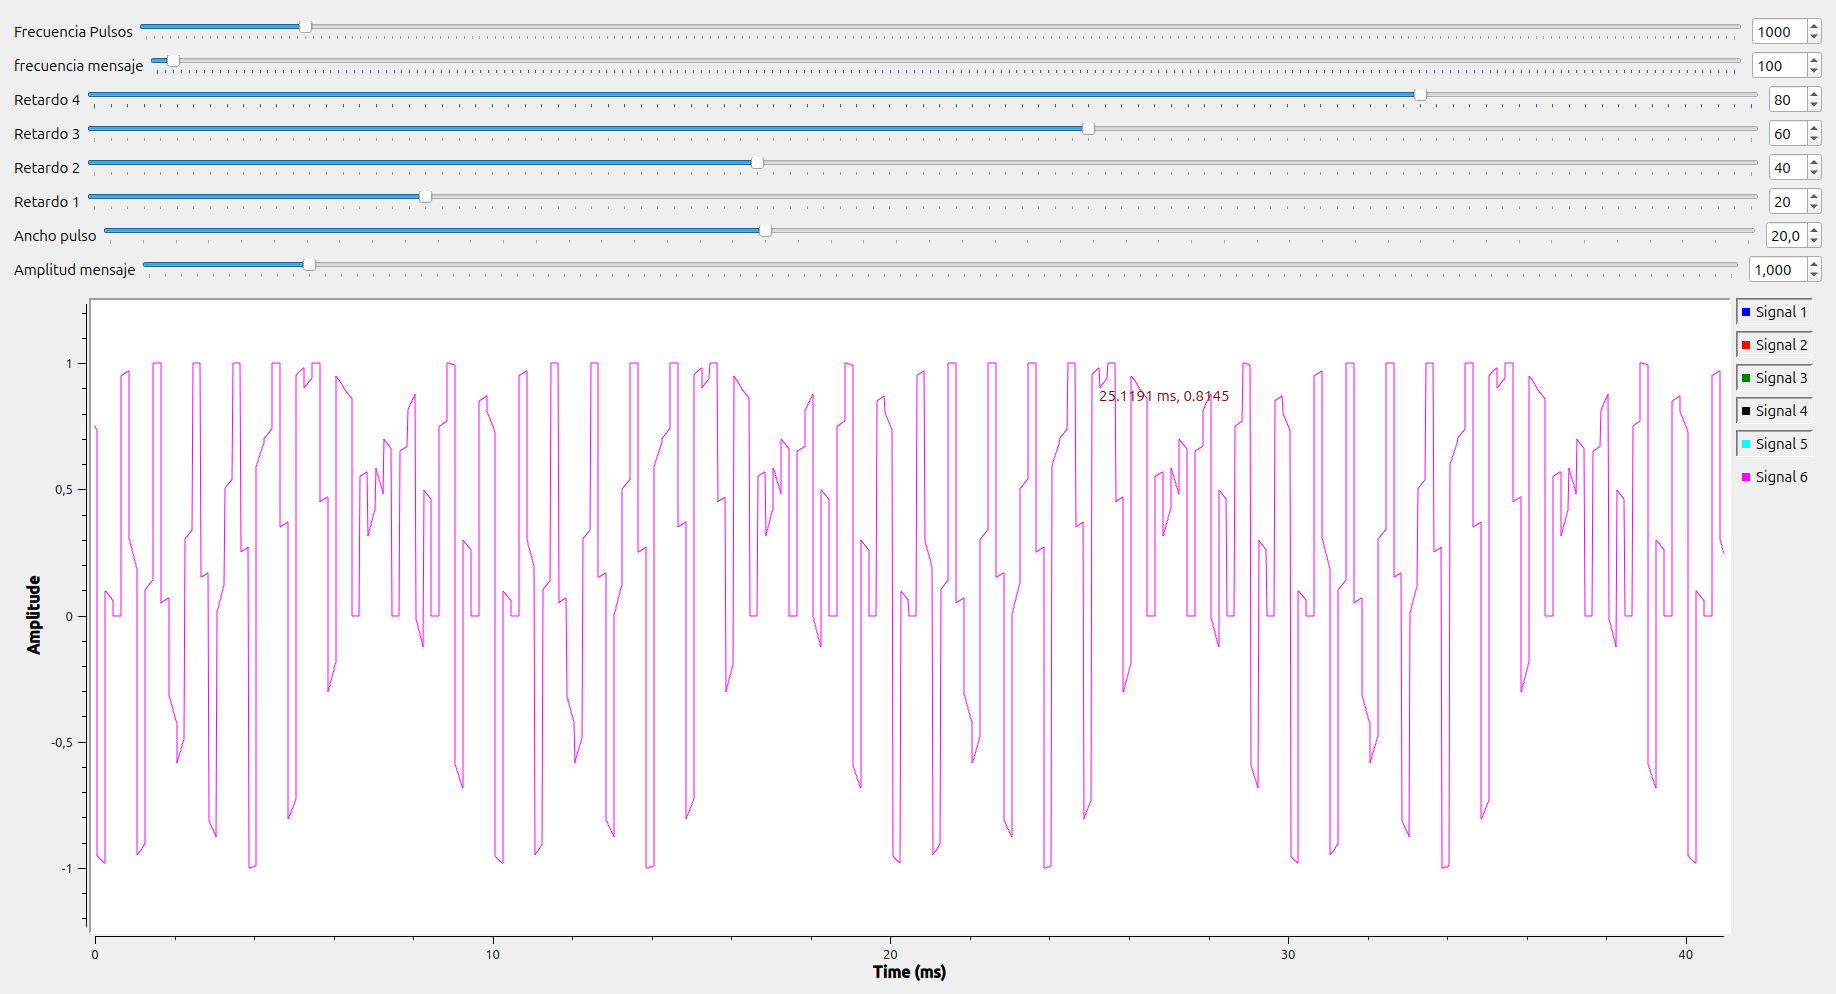 Frecuencia Pulsos 1000
frecuencia mensaje 100
Retardo 4 80
Retardo 3 60
Retardo 2 40
Retardo 1 20
Ancho pulso 20,0
Amplitud mensaje 1,000
Signal 1
Signal 2
Signal 3
Signal 4
Signal 5
Signal 6
25.1191 ms, 0.8145
Amplitude
1
0,5
0
-0,5
-1
0 10 20 30 40
Time (ms)